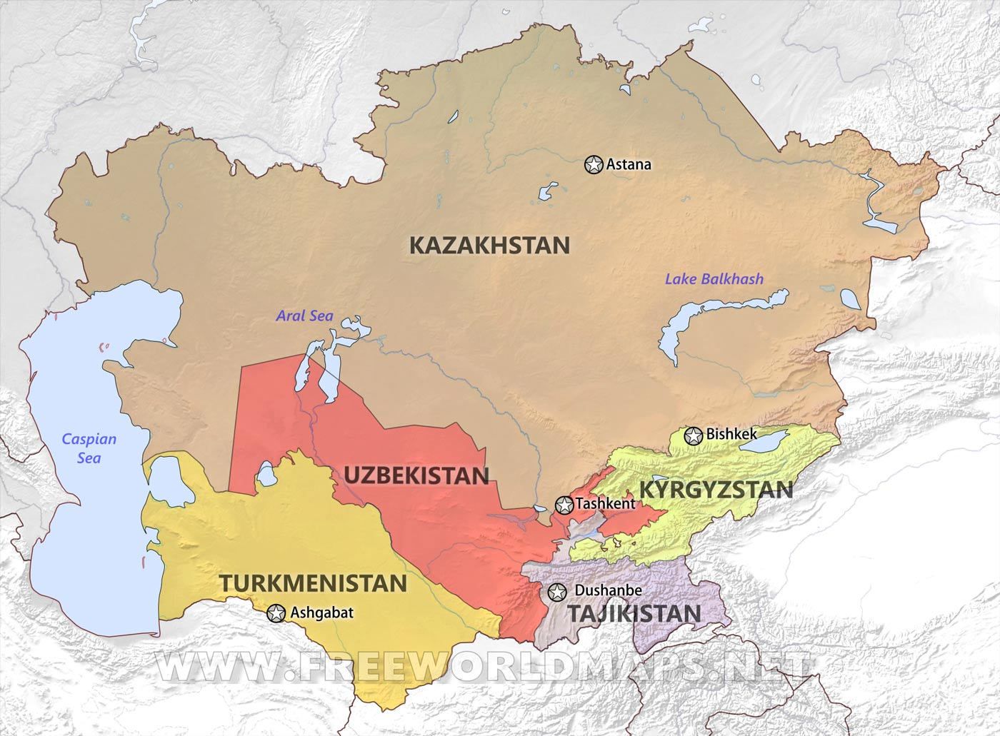 Astana
KAZAKHSTAN
Lake Balkhash
Aral Sea
Caspian
Sea
Bishkek
UZBEKISTAN
KYRGYZSTAN
Tashkent
TURKMENISTAN
Dushanbe
Ashgabat
TAJIKISTAN
WWW.FREEWORLDMAPS.NET